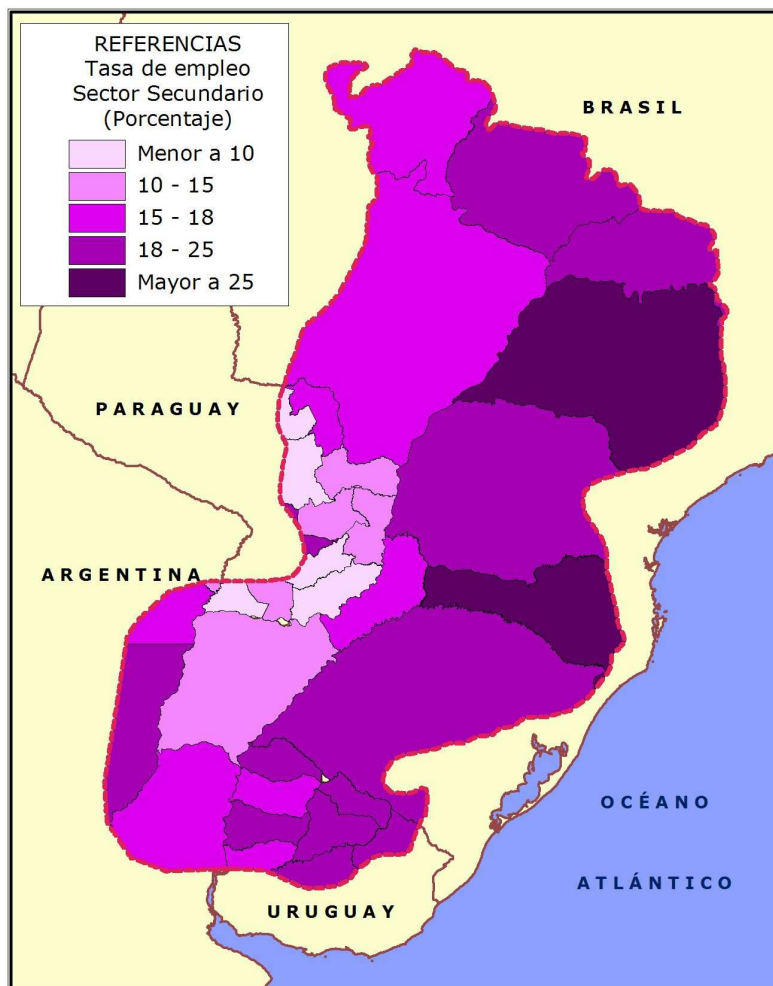 REFERENCIAS
Tasa de empleo
Sector Secundario
(Porcentaje)
Menor a 10
10 - 15
15 - 18
18 - 25
Mayor a 25
BRASIL
PARAGUAY
ARGENTINA
OCÉANO
ATLÁNTICO
URUGUAY